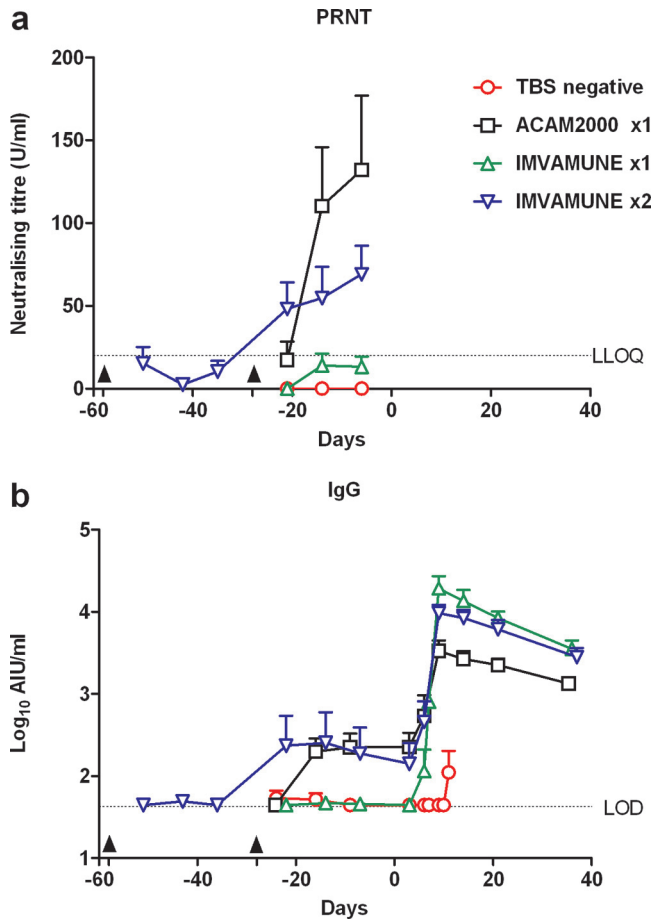 a
PRNT
200
150
100
50
0
Neutralising titre (U/ml)
TBS negative
ACAM2000 x1
IMVAMUNE x1
IMVAMUNE x2
LLOQ
-60 -40 -20 0 20 40
Days
b
IgG
5
4
3
2
1
Log10 AIU/ml
LOD
-60 -40 -20 0 20 40
Days